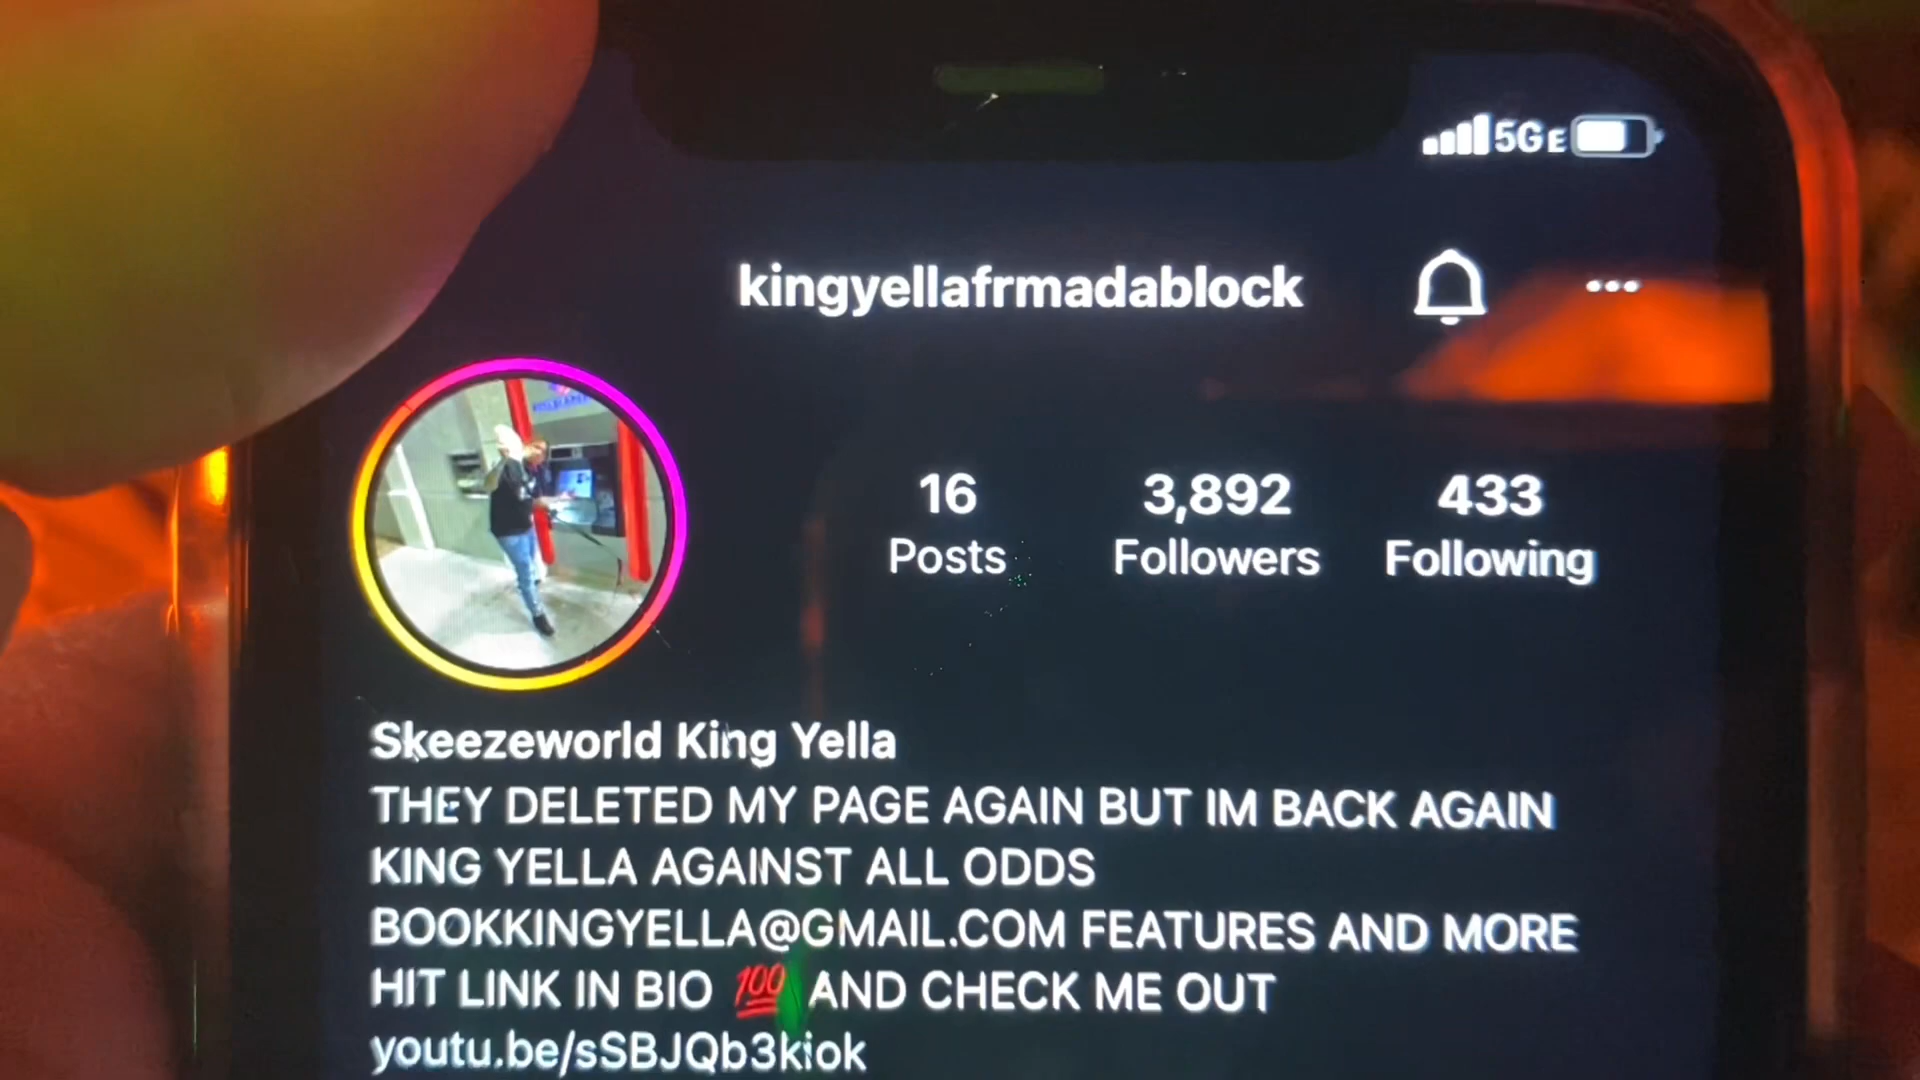 5GE
kingyellafrmadablock
16 3,892 433
Posts Followers Following
Skeezeworld King Yella
THEY DELETED MY PAGE AGAIN BUT IM BACK AGAIN
KING YELLA AGAINST ALL ODDS
BOOKKINGYELLA@GMAIL.COM FEATURES AND MORE
HIT LINK IN BIO 💯 AND CHECK ME OUT
youtu.be/sSBJQb3kiok